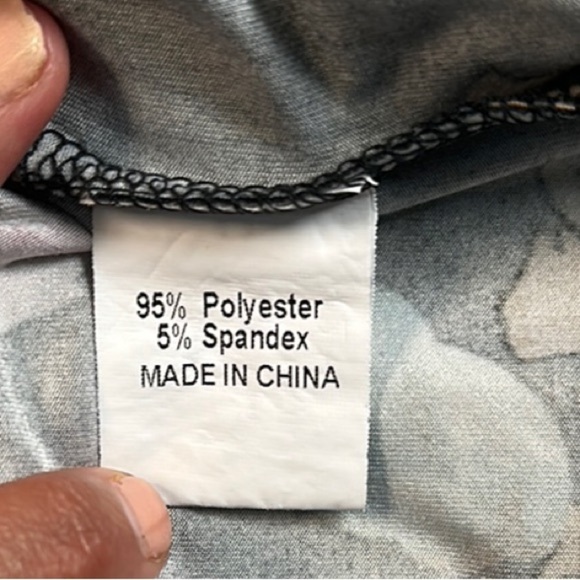 95% Polyester
5% Spandex
MADE IN CHINA